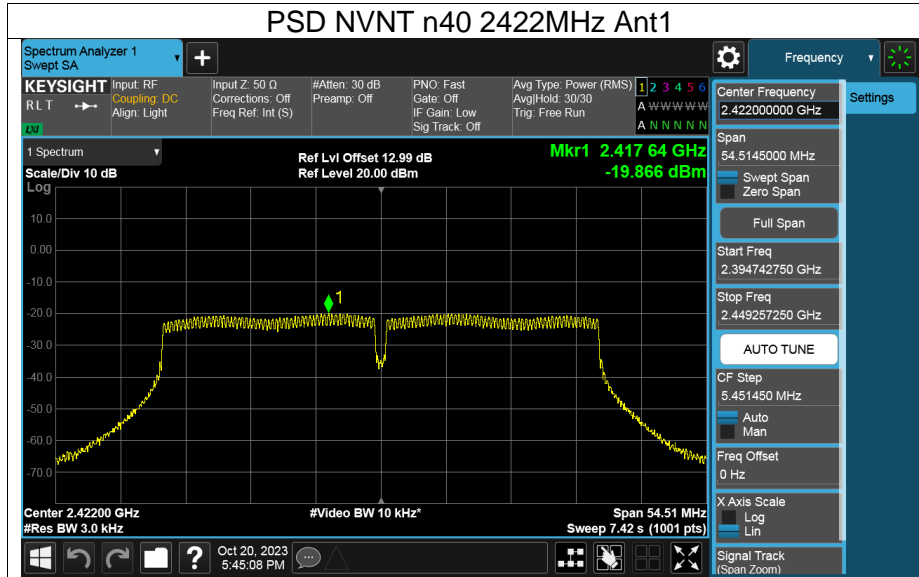 PSD NVNT n40 2422MHz Ant1
Spectrum Analyzer 1
Swept SA
+
Frequency
KEYSIGHT
R L T
LXI
Input: RF
Coupling: DC
Align: Light
Input Z: 50 Ω
Corrections: Off
Freq Ref: Int (S)
#Atten: 30 dB
Preamp: Off
PNO: Fast
Gate: Off
IF Gain: Low
Sig Track: Off
Avg Type: Power (RMS)
Avg|Hold: 30/30
Trig: Free Run
1 2 3 4 5 6
A W W W W W
A N N N N N
Center Frequency
2.422000000 GHz
Settings
Span
54.5145000 MHz
Swept Span
Zero Span
Full Span
Start Freq
2.394742750 GHz
Stop Freq
2.449257250 GHz
AUTO TUNE
CF Step
5.451450 MHz
Auto
Man
Freq Offset
0 Hz
X Axis Scale
Log
Lin
Signal Track
(Span Zoom)
1 Spectrum
Scale/Div 10 dB
Log
Ref Lvl Offset 12.99 dB
Ref Level 20.00 dBm
Mkr1 2.417 64 GHz
-19.866 dBm
10.0
0.00
-10.0
1
-20.0
-30.0
-40.0
-50.0
-60.0
-70.0
Center 2.42200 GHz
#Res BW 3.0 kHz
#Video BW 10 kHz*
Span 54.51 MHz
Sweep 7.42 s (1001 pts)
?
Oct 20, 2023
5:45:08 PM